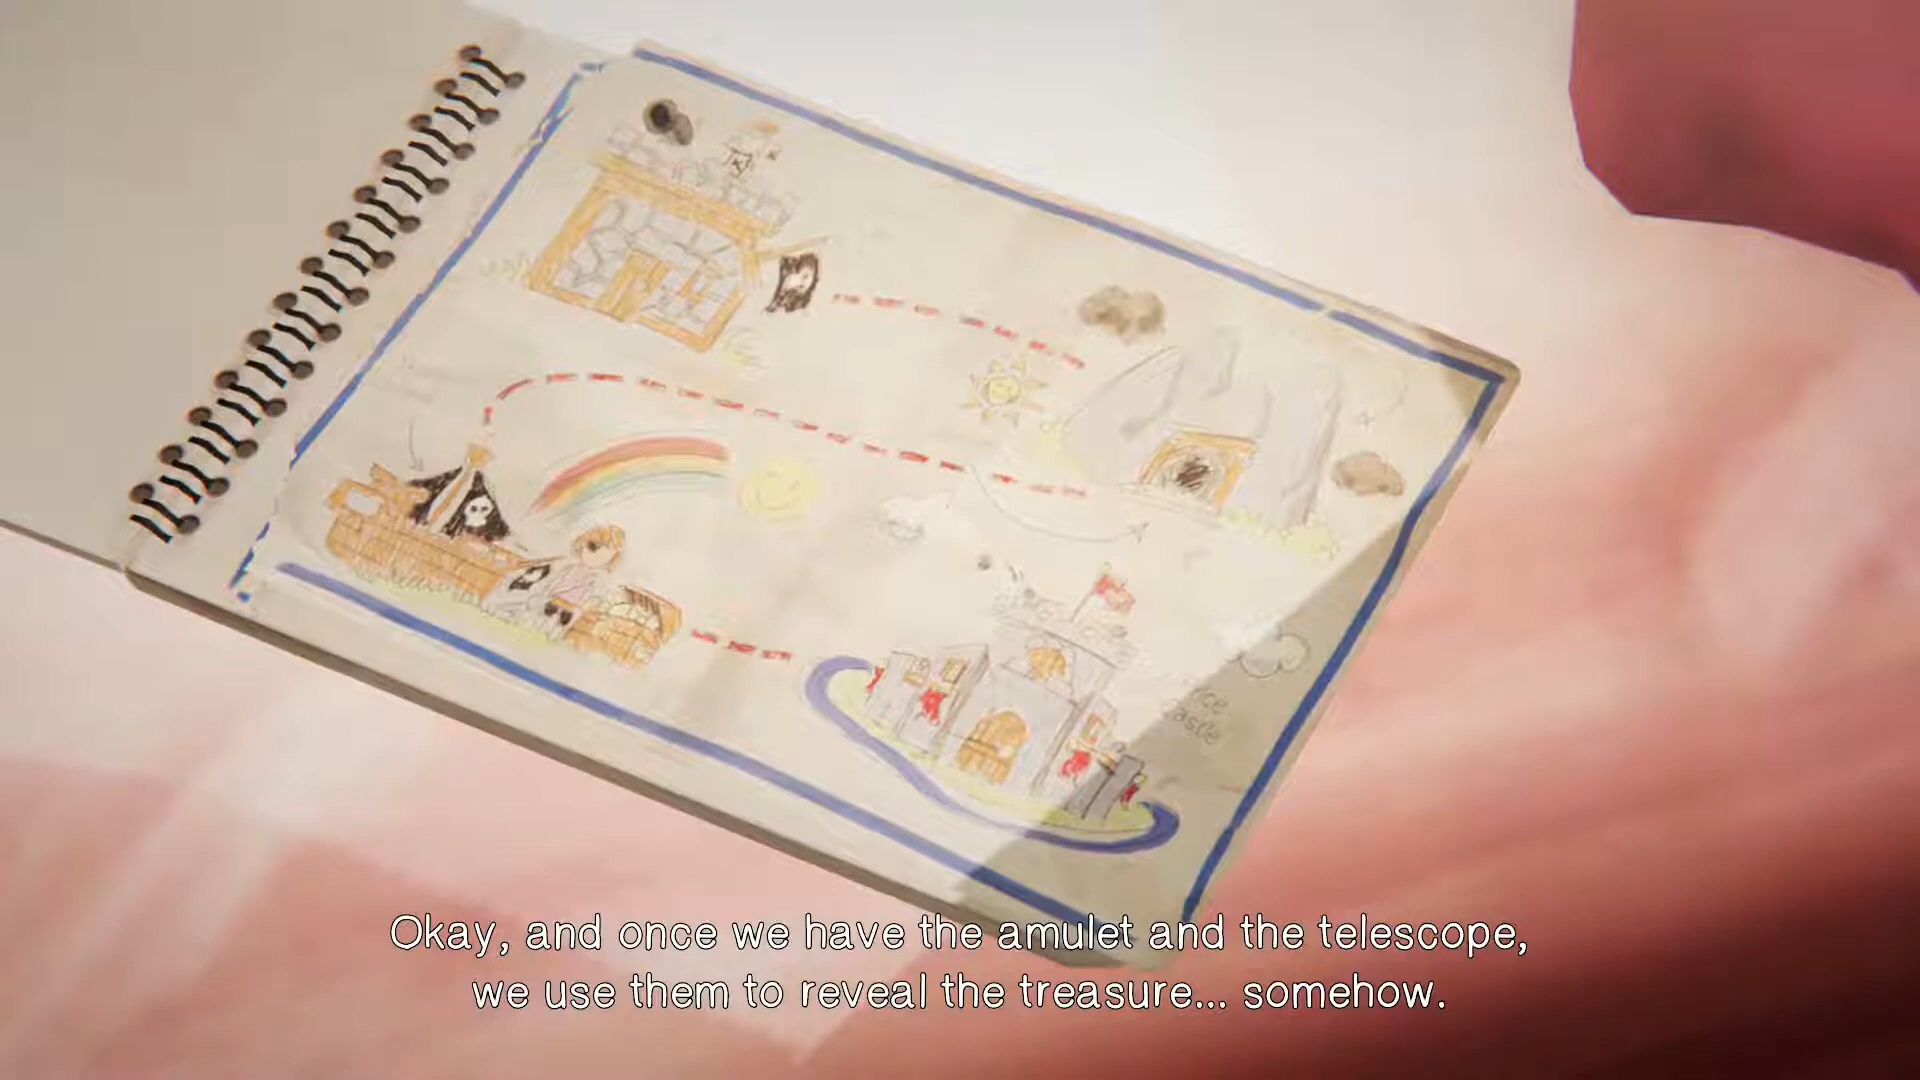 Okay, and once we have the amulet and the telescope,
we use them to reveal the treasure... somehow.